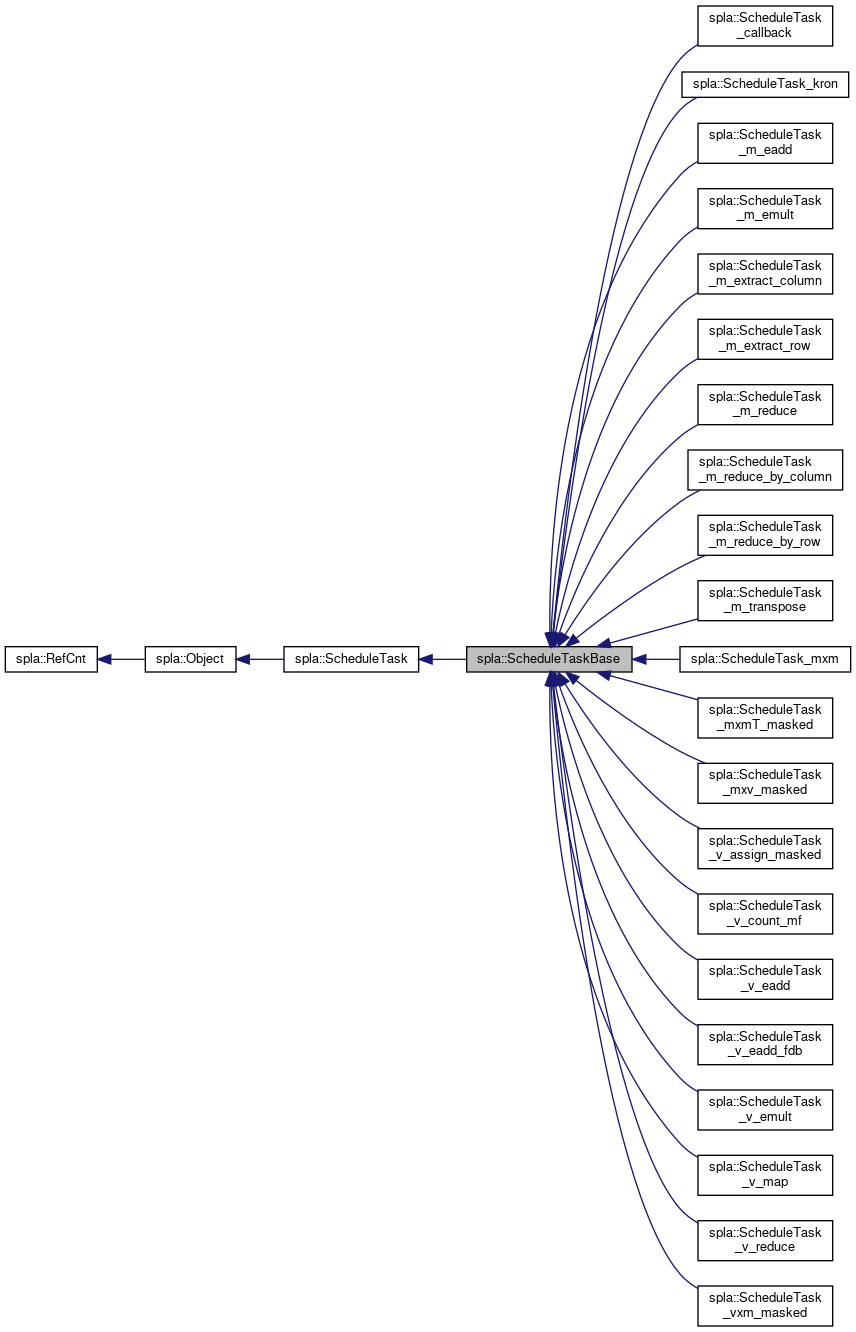 spla::ScheduleTask
_callback
spla::ScheduleTask_kron
spla::ScheduleTask
_m_eadd
spla::ScheduleTask
_m_emult
spla::ScheduleTask
_m_extract_column
spla::ScheduleTask
_m_extract_row
spla::ScheduleTask
_m_reduce
spla::ScheduleTask
_m_reduce_by_column
spla::ScheduleTask
_m_reduce_by_row
spla::ScheduleTask
_m_transpose
spla::RefCnt
spla::Object
spla::ScheduleTask
spla::ScheduleTaskBase
spla::ScheduleTask_mxm
spla::ScheduleTask
_mxmT_masked
spla::ScheduleTask
_mxv_masked
spla::ScheduleTask
_v_assign_masked
spla::ScheduleTask
_v_count_mf
spla::ScheduleTask
_v_eadd
spla::ScheduleTask
_v_eadd_fdb
spla::ScheduleTask
_v_emult
spla::ScheduleTask
_v_map
spla::ScheduleTask
_v_reduce
spla::ScheduleTask
_vxm_masked